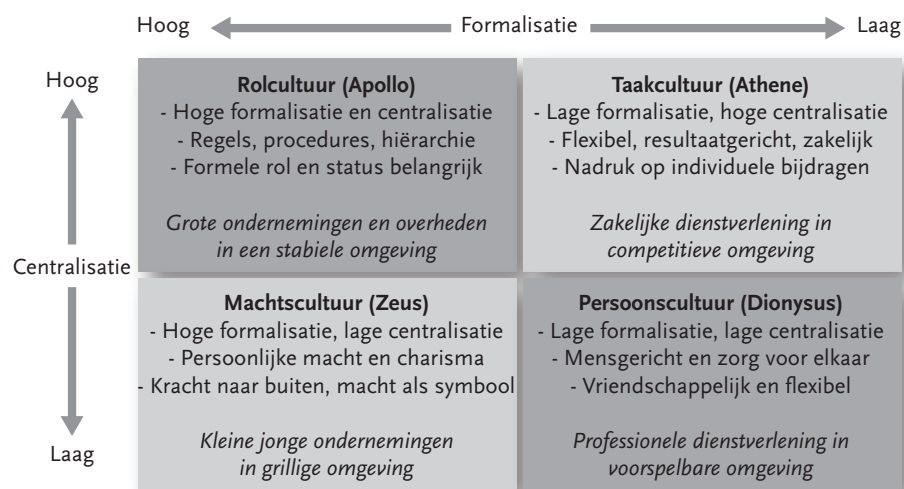 Hoog Formalisatie Laag
Hoog
Rolcultuur (Apollo)
- Hoge formalisatie en centralisatie
- Regels, procedures, hiërarchie
- Formele rol en status belangrijk
Grote ondernemingen en overheden
in een stabiele omgeving
Taakcultuur (Athene)
- Lage formalisatie, hoge centralisatie
- Flexibel, resultaatgericht, zakelijk
- Nadruk op individuele bijdragen
Zakelijke dienstverlening in
competitieve omgeving
Centralisatie
Machtscultuur (Zeus)
- Hoge formalisatie, lage centralisatie
- Persoonlijke macht en charisma
- Kracht naar buiten, macht als symbool
Kleine jonge ondernemingen
in grillige omgeving
Persoonscultuur (Dionysus)
- Lage formalisatie, lage centralisatie
- Mensgericht en zorg voor elkaar
- Vriendschappelijk en flexibel
Professionele dienstverlening in
voorspelbare omgeving
Laag